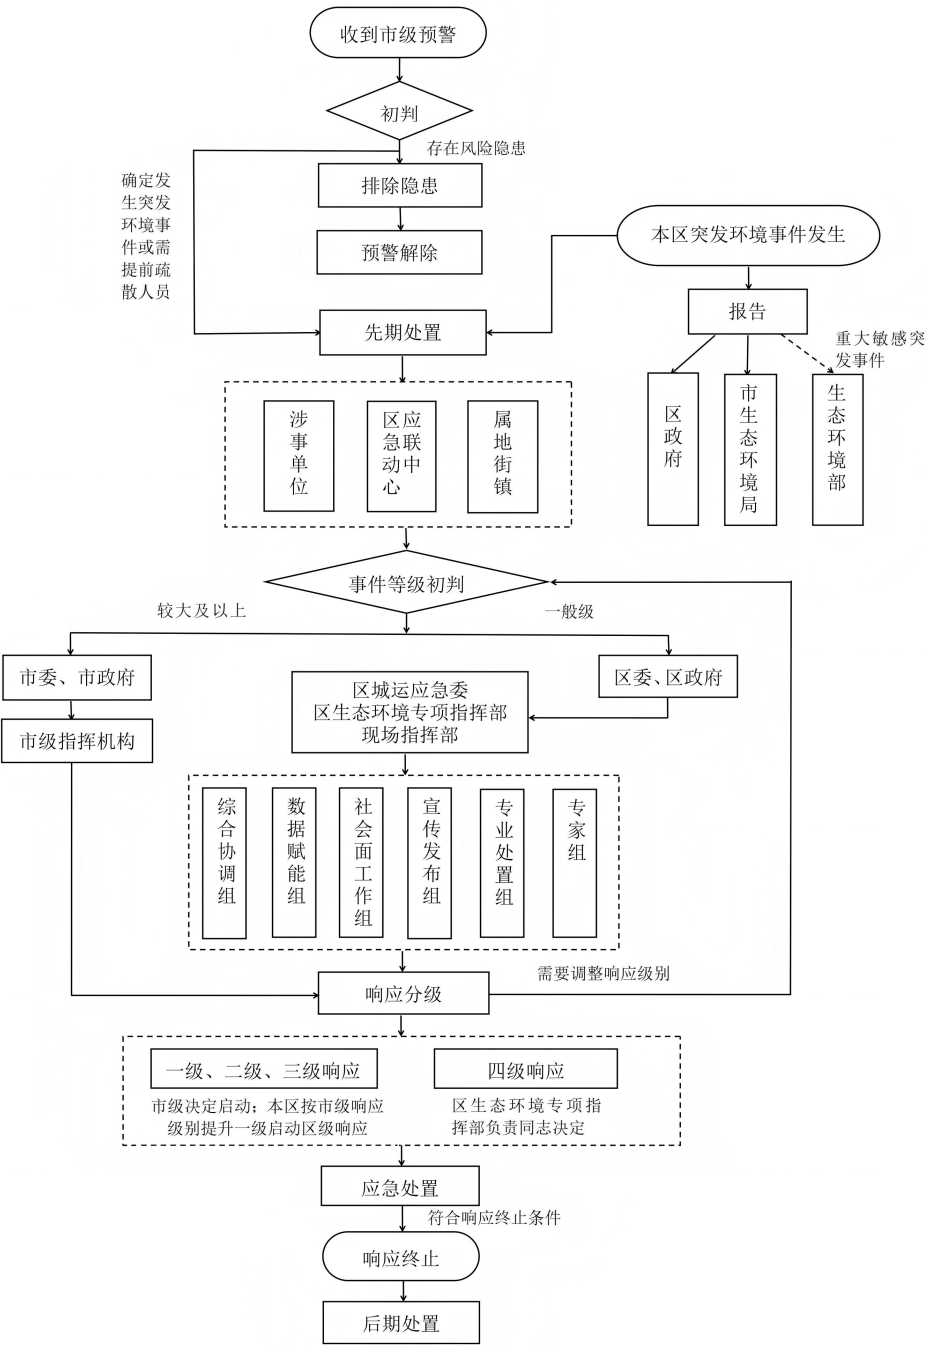 收到市级预警
初判
存在风险隐患
确定发
生突发
环境事
件或需
提前疏
散人员
排除隐患
预警解除
本区突发环境事件发生
报告
重大敏感突
发事件
区政府
市生态环境局
生态环境部
先期处置
涉事单位
区应
急联
动中
心
属地街镇
事件等级初判
较大及以上
一般级
市委、市政府
市级指挥机构
区委、区政府
区城运应急委
区生态环境专项指挥部
现场指挥部
综合协调组
数据赋能组
社会面工作组
宣传发布组
专业处置组
专家组
响应分级
需要调整响应级别
一级、二级、三级响应
市级决定启动；本区按市级响应
级别提升一级启动区级响应
四级响应
区生态环境专项指
挥部负责同志决定
应急处置
符合响应终止条件
响应终止
后期处置